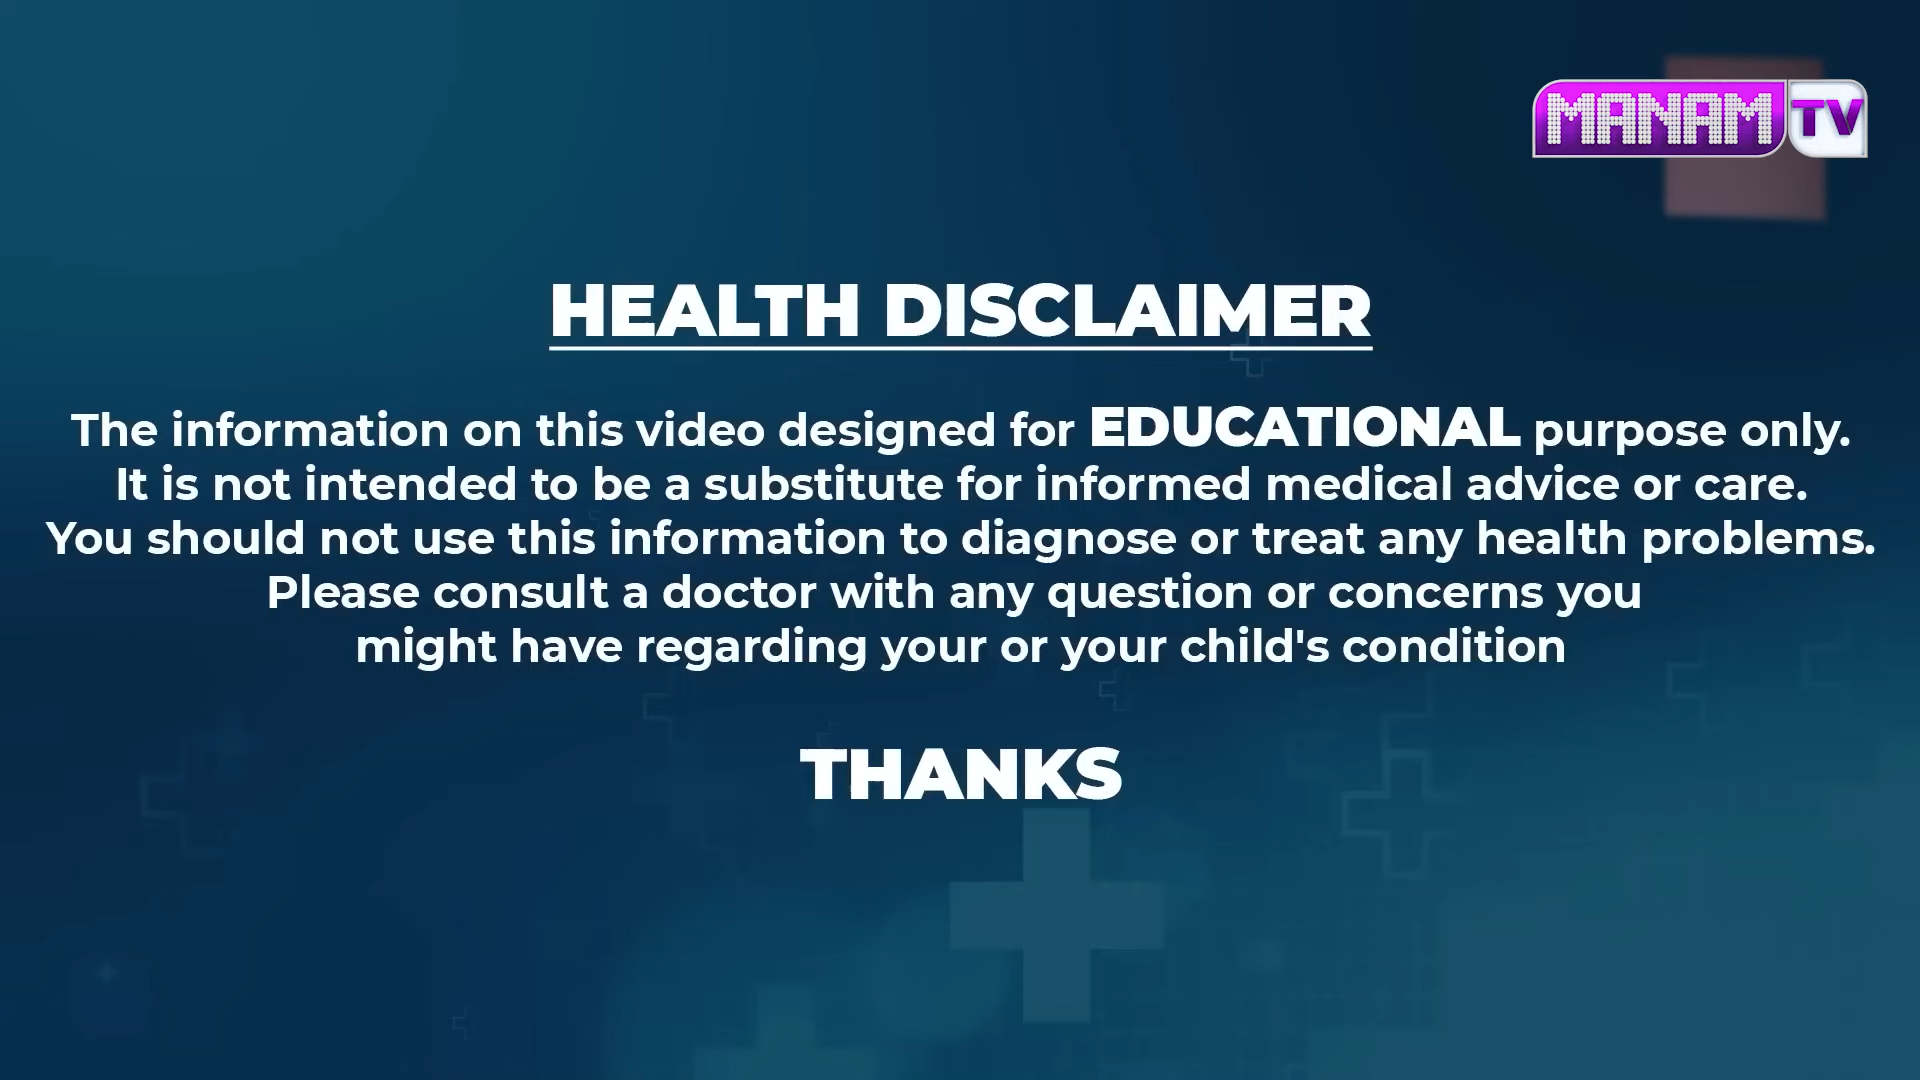 MANAM TV
HEALTH DISCLAIMER
The information on this video designed for EDUCATIONAL purpose only.
It is not intended to be a substitute for informed medical advice or care.
You should not use this information to diagnose or treat any health problems.
Please consult a doctor with any question or concerns you
might have regarding your or your child's condition
THANKS